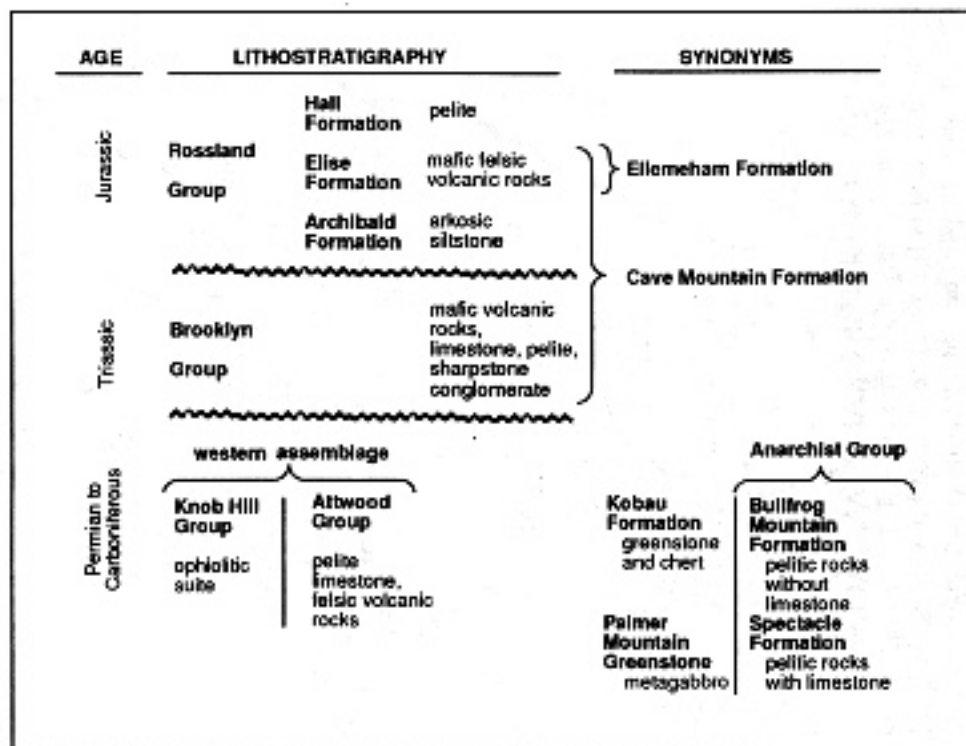 AGE LITHOSTRATIGRAPHY SYNONYMS
Jurassic
Rossland
Group
Hall
Formation
pelite
Elise
Formation
mafic felsic
volcanic rocks
Archibald
Formation
arkosic
siltstone
Ellemeham Formation
Cave Mountain Formation
Triassic
Brooklyn
Group
mafic volcanic
rocks,
limestone, pelite,
sharpstone
conglomerate
Permian to
Carboniferous
western assemblage
Knob Hill
Group
ophiolitic
suite
Attwood
Group
pelite
limestone,
felsic volcanic
rocks
Anarchist Group
Kobau
Formation
greenstone
and chert
Palmer
Mountain
Greenstone
metagabbro
Bullfrog
Mountain
Formation
pelitic rocks
without
limestone
Spectacle
Formation
pelitic rocks
with limestone